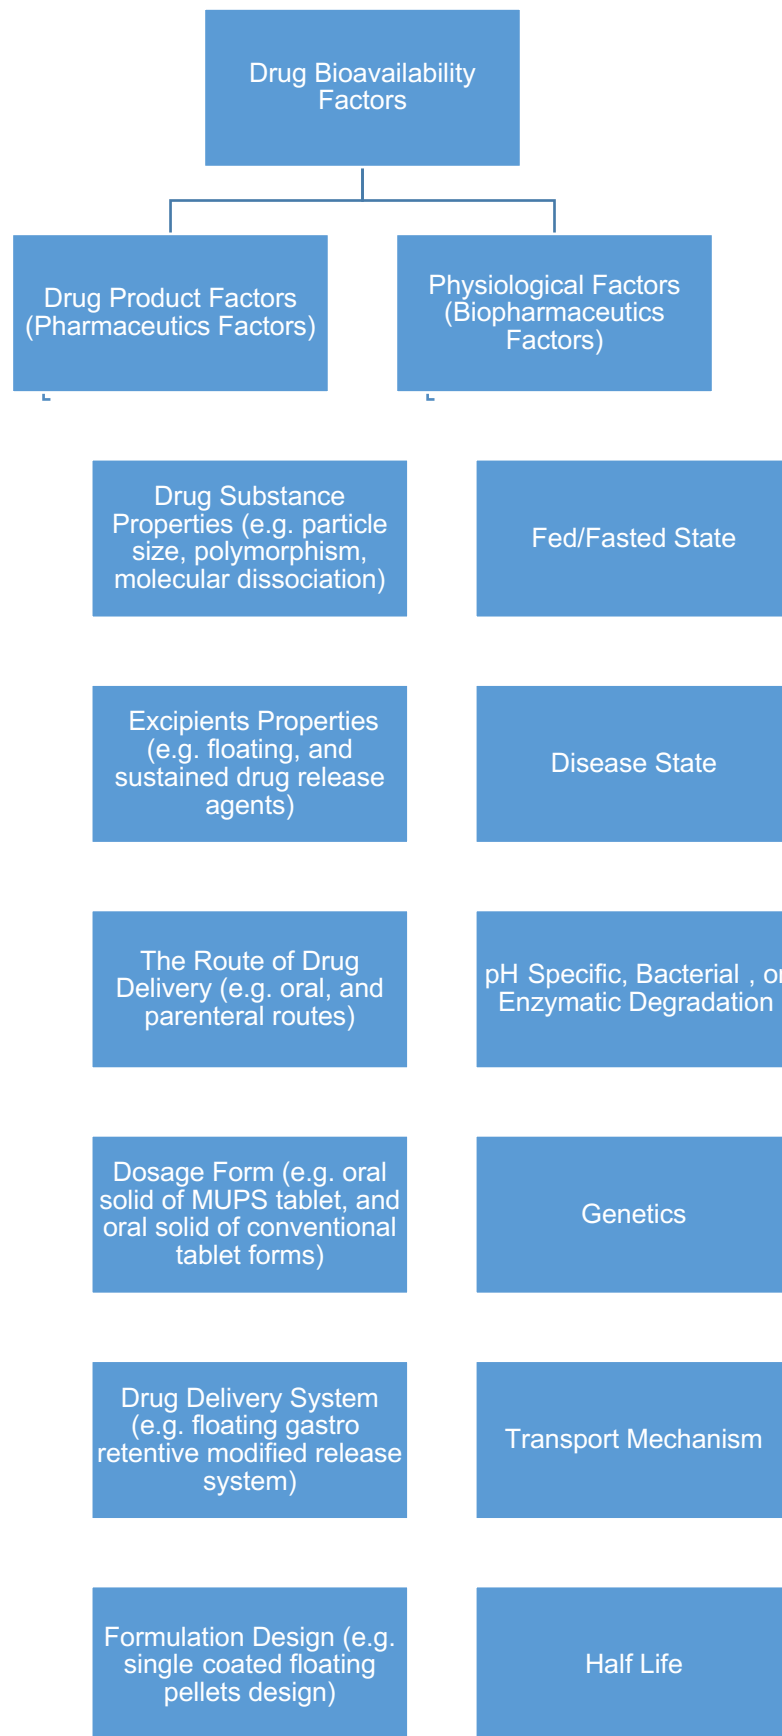 Drug Bioavailability
Factors
Drug Product Factors
(Pharmaceutics Factors)
Physiological Factors
(Biopharmaceutics
Factors)
Drug Substance
Properties (e.g. particle
size, polymorphism,
molecular dissociation)
Fed/Fasted State
Excipients Properties
(e.g. floating, and
sustained drug release
agents)
Disease State
The Route of Drug
Delivery (e.g. oral, and
parenteral routes)
pH Specific, Bacterial , or
Enzymatic Degradation
Dosage Form (e.g. oral
solid of MUPS tablet, and
oral solid of conventional
tablet forms)
Genetics
Drug Delivery System
(e.g. floating gastro
retentive modified release
system)
Transport Mechanism
Formulation Design (e.g.
single coated floating
pellets design)
Half Life